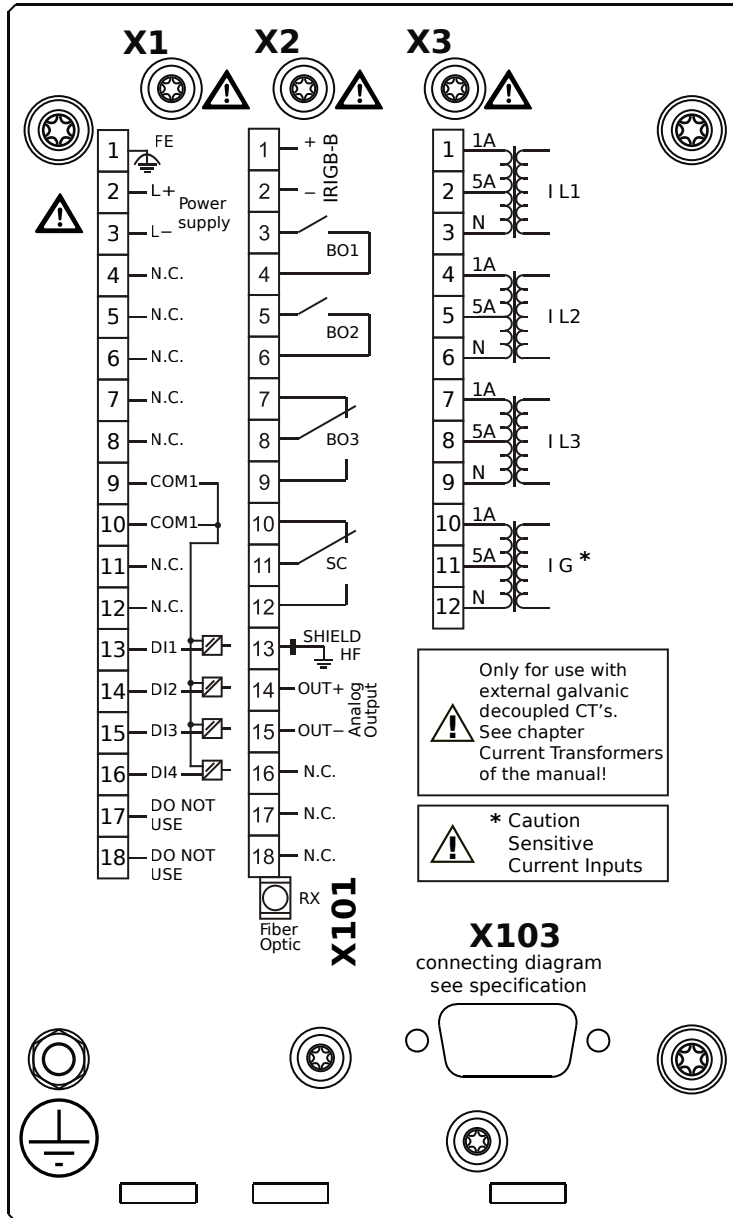 X1
X2
X3
1 FE
2 L+ Power
supply
3 L−
4 N.C.
5 N.C.
6 N.C.
7 N.C.
8 N.C.
9 COM1
10 COM1
11 N.C.
12 N.C.
13 DI1
14 DI2
15 DI3
16 DI4
17 DO NOT
USE
18 DO NOT
USE
1 +
2 −
IRIGB-B
3
BO1
4
5
BO2
6
7
8 BO3
9
10
11 SC
12
13 SHIELD
HF
14 OUT+
15 OUT−
Analog
Output
16 N.C.
17 N.C.
18 N.C.
RX
Fiber
Optic
X101
1 1A
2 5A I L1
3 N
4 1A
5 5A I L2
6 N
7 1A
8 5A I L3
9 N
10 1A
11 5A I G *
12 N
! Only for use with
external galvanic
decoupled CT's.
See chapter
Current Transformers
of the manual!
! * Caution
Sensitive
Current Inputs
X103
connecting diagram
see specification